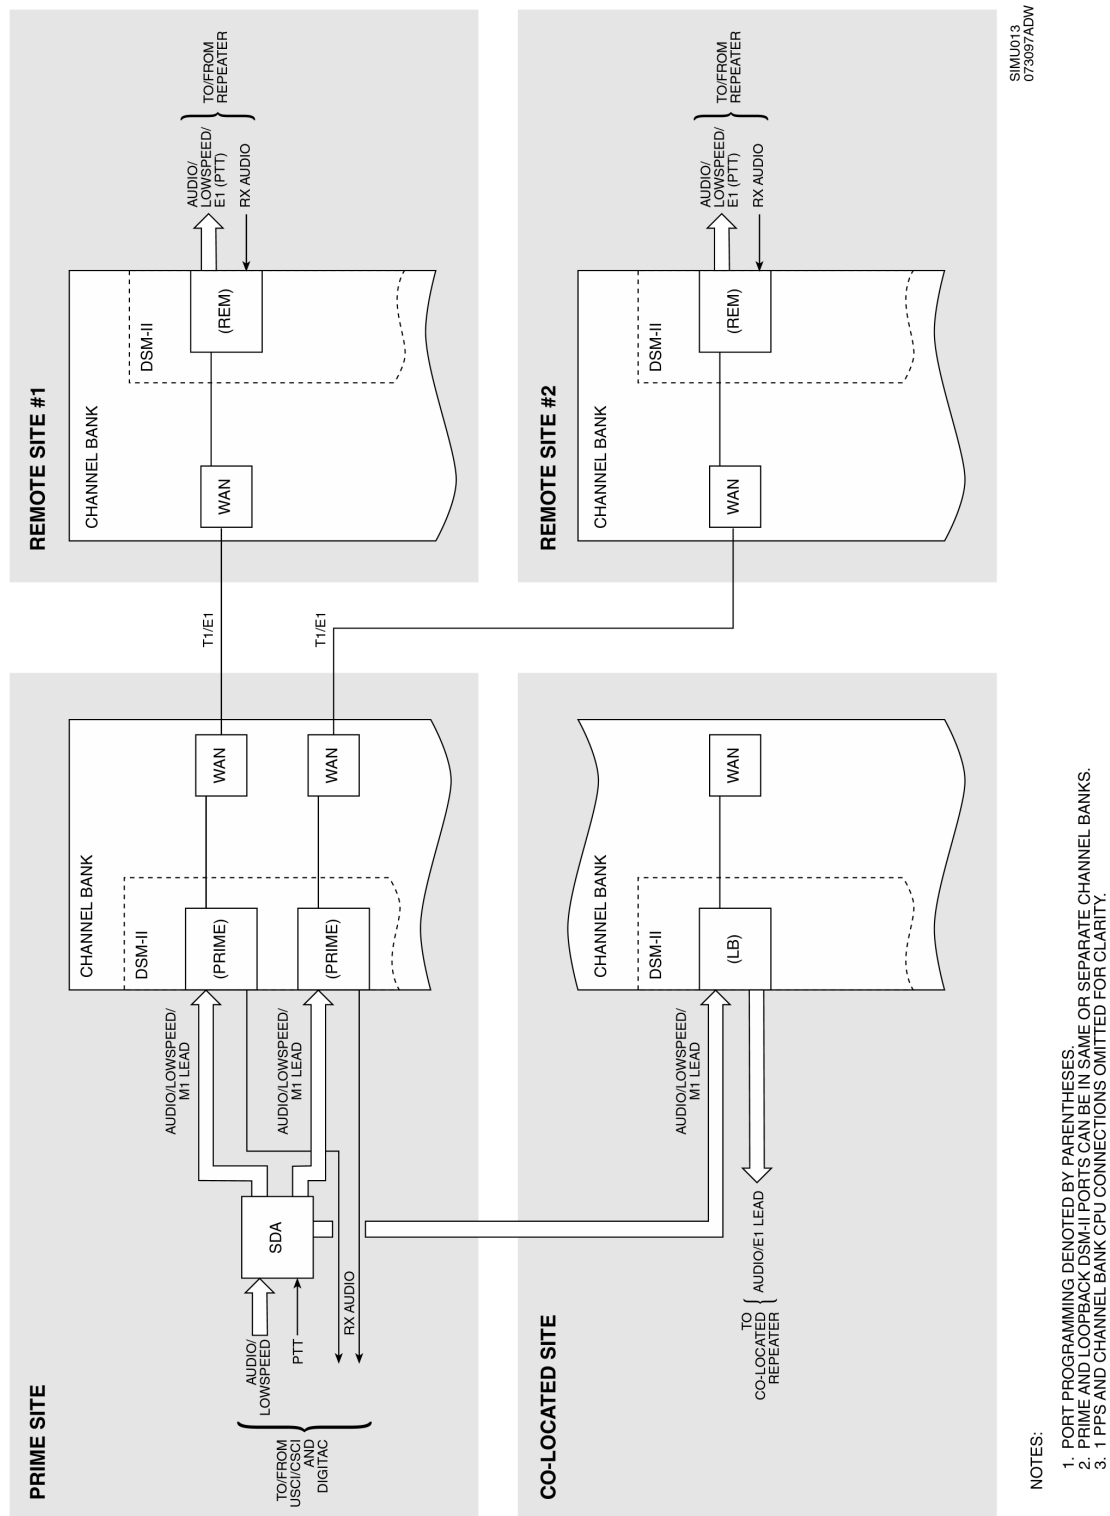 PRIME SITE
TO/FROM
USCI/CSCI
AND
DIGITAC
AUDIO/
LOWSPEED
PTT
RX AUDIO
SDA
AUDIO/LOWSPEED/
M1 LEAD
AUDIO/LOWSPEED/
M1 LEAD
CHANNEL BANK
DSM-II
(PRIME)
(PRIME)
WAN
WAN
T1/E1
T1/E1
REMOTE SITE #1
CHANNEL BANK
WAN
DSM-II
(REM)
AUDIO/
LOWSPEED/
E1 (PTT)
RX AUDIO
TO/FROM
REPEATER
CO-LOCATED SITE
TO
CO-LOCATED
REPEATER
AUDIO/E1 LEAD
AUDIO/LOWSPEED/
M1 LEAD
CHANNEL BANK
DSM-II
(LB)
WAN
REMOTE SITE #2
CHANNEL BANK
WAN
DSM-II
(REM)
AUDIO/
LOWSPEED/
E1 (PTT)
RX AUDIO
TO/FROM
REPEATER
NOTES:
1. PORT PROGRAMMING DENOTED BY PARENTHESES.
2. PRIME AND LOOPBACK DSM-II PORTS CAN BE IN SAME OR SEPARATE CHANNEL BANKS.
3. 1 PPS AND CHANNEL BANK CPU CONNECTIONS OMITTED FOR CLARITY.
SIMU013
073097ADW